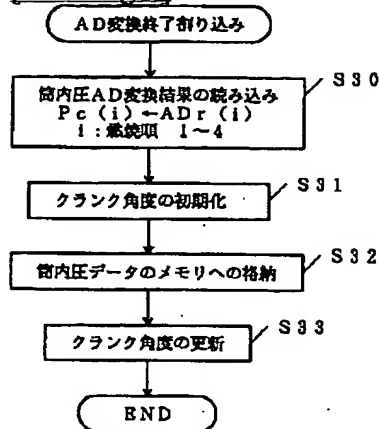 AD変換終了割り込み
S30
筒内圧AD変換結果の読み込み
Pc(i)←ADr(i)
i:燃焼項 1~4
S31
クランク角度の初期化
S32
筒内圧データのメモリへの格納
S33
クランク角度の更新
END